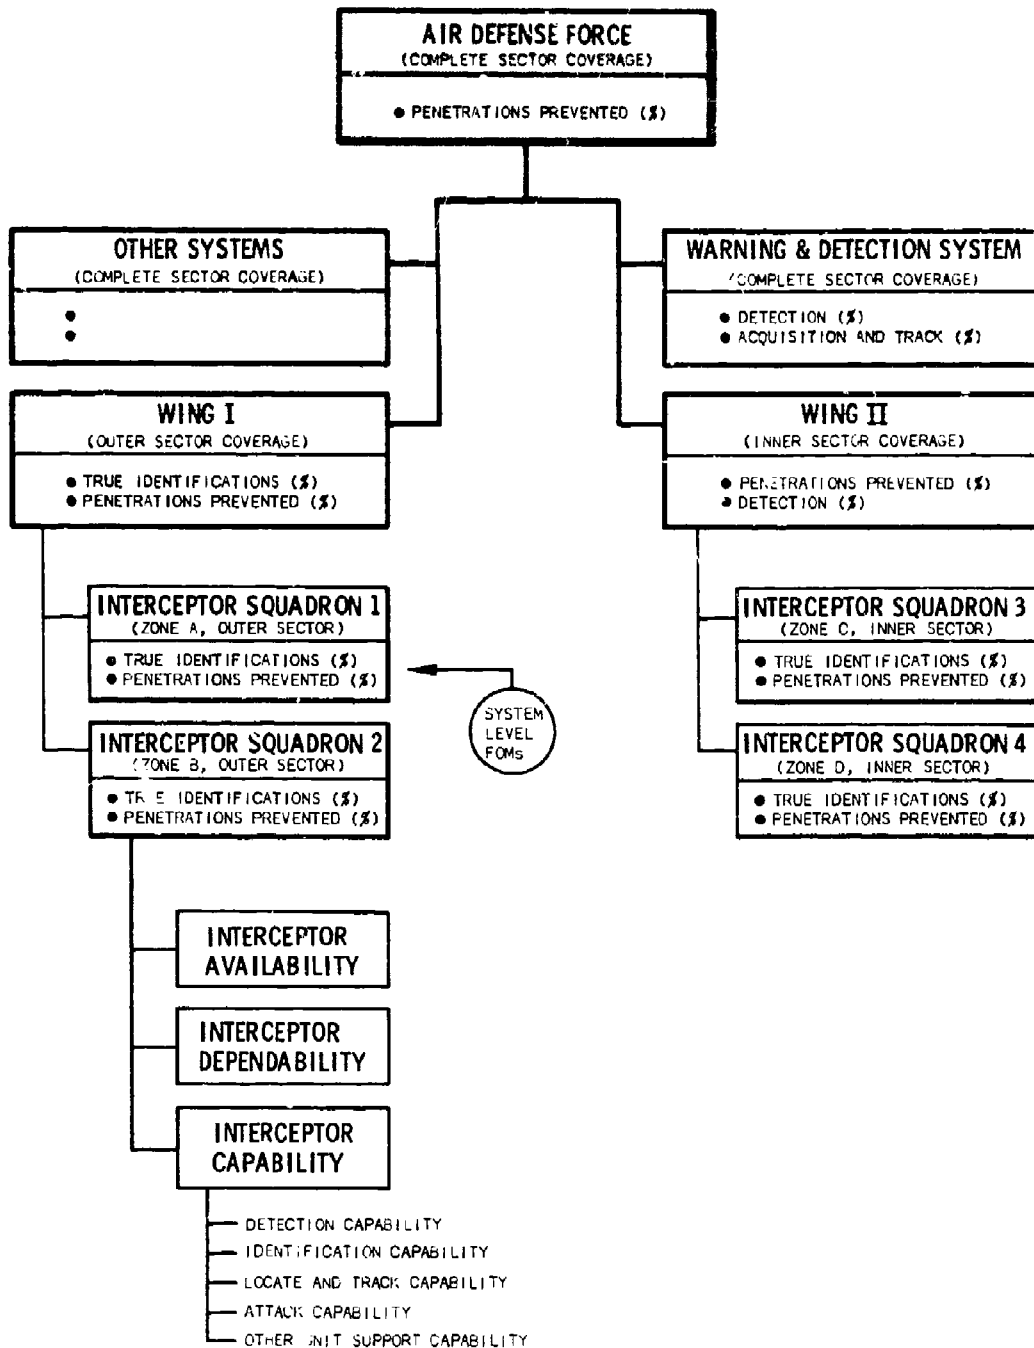 AIR DEFENSE FORCE
(COMPLETE SECTOR COVERAGE)
● PENETRATIONS PREVENTED (%)
OTHER SYSTEMS
(COMPLETE SECTOR COVERAGE)
●
●
WARNING & DETECTION SYSTEM
(COMPLETE SECTOR COVERAGE)
● DETECTION (%)
● ACQUISITION AND TRACK (%)
WING I
(OUTER SECTOR COVERAGE)
● TRUE IDENTIFICATIONS (%)
● PENETRATIONS PREVENTED (%)
WING II
(INNER SECTOR COVERAGE)
● PENETRATIONS PREVENTED (%)
● DETECTION (%)
INTERCEPTOR SQUADRON 1
(ZONE A, OUTER SECTOR)
● TRUE IDENTIFICATIONS (%)
● PENETRATIONS PREVENTED (%)
SYSTEM
LEVEL
FOMs
INTERCEPTOR SQUADRON 3
(ZONE C, INNER SECTOR)
● TRUE IDENTIFICATIONS (%)
● PENETRATIONS PREVENTED (%)
INTERCEPTOR SQUADRON 2
(ZONE B, OUTER SECTOR)
● TRUE IDENTIFICATIONS (%)
● PENETRATIONS PREVENTED (%)
INTERCEPTOR SQUADRON 4
(ZONE D, INNER SECTOR)
● TRUE IDENTIFICATIONS (%)
● PENETRATIONS PREVENTED (%)
INTERCEPTOR
AVAILABILITY
INTERCEPTOR
DEPENDABILITY
INTERCEPTOR
CAPABILITY
DETECTION CAPABILITY
IDENTIFICATION CAPABILITY
LOCATE AND TRACK CAPABILITY
ATTACK CAPABILITY
OTHER UNIT SUPPORT CAPABILITY